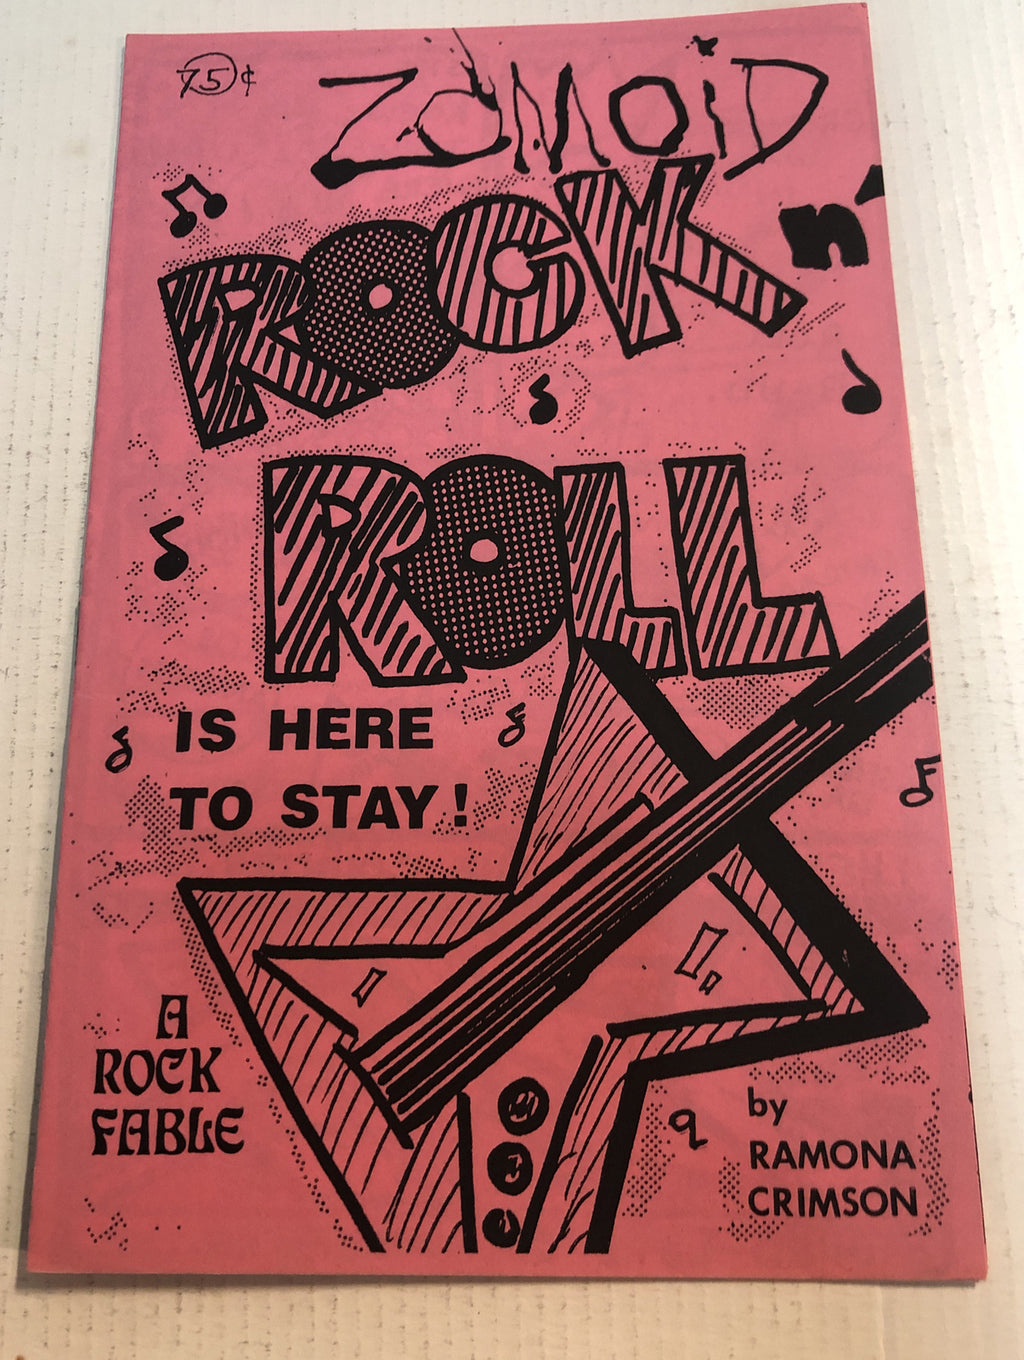 75¢
ZOMOID
ROCK n'
ROLL
IS HERE
TO STAY!
A
ROCK
FABLE
by
RAMONA
CRIMSON